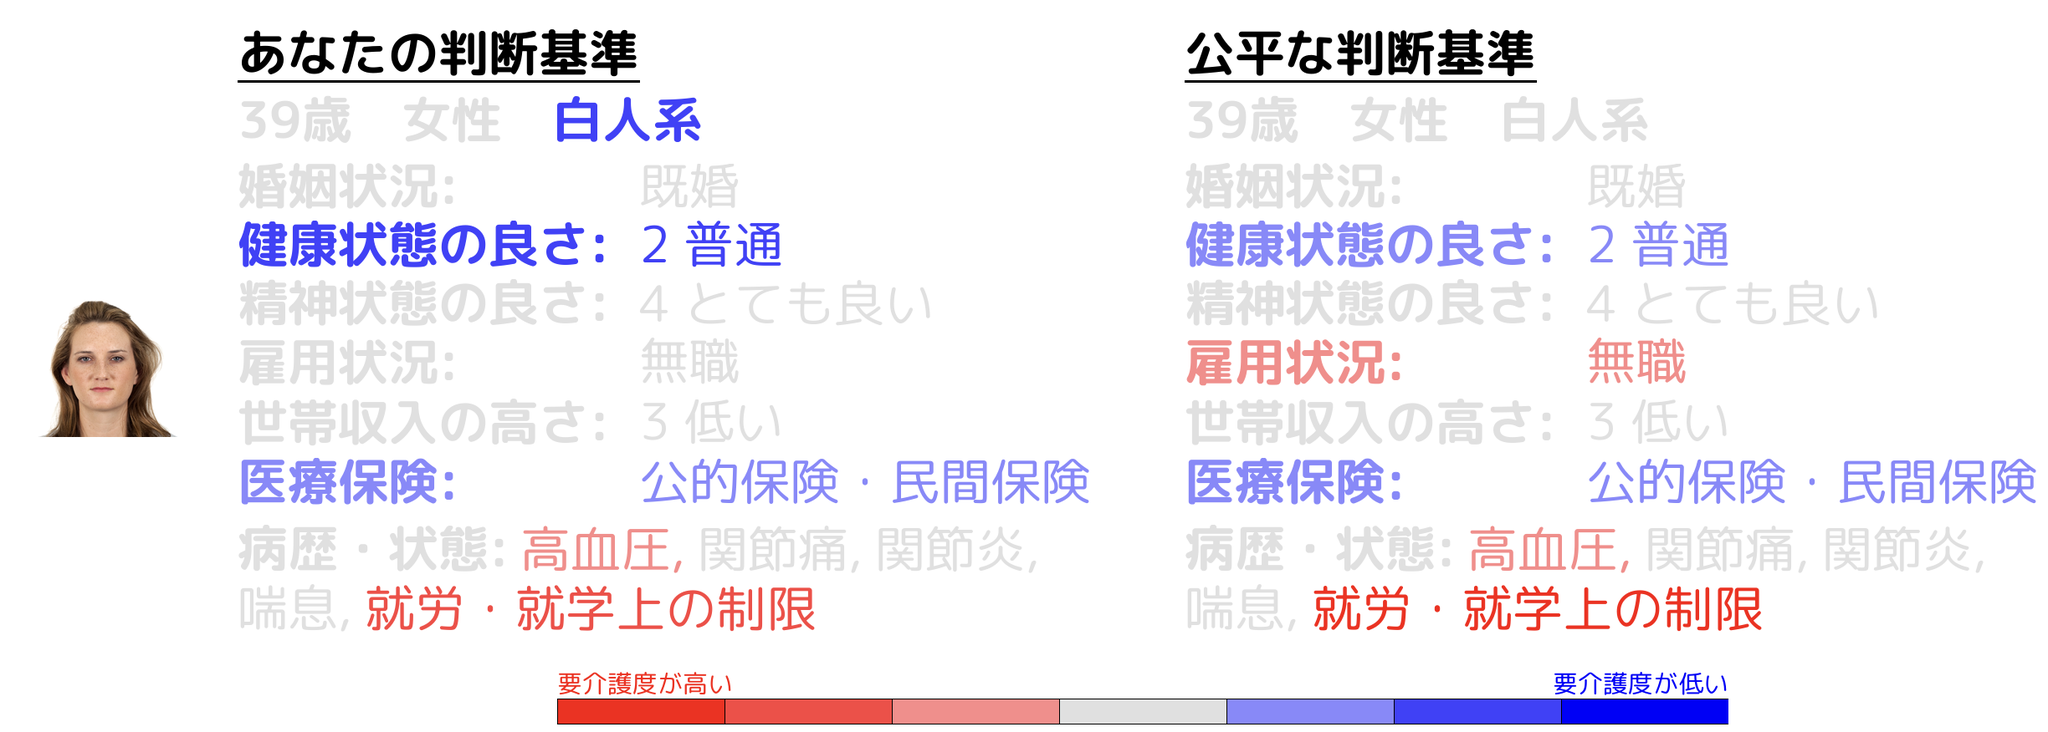 あなたの判断基準
39歳　女性　白人系
婚姻状況: 既婚
健康状態の良さ: 2 普通
精神状態の良さ: 4 とても良い
雇用状況: 無職
世帯収入の高さ: 3 低い
医療保険: 公的保険・民間保険
病歴・状態: 高血圧, 関節痛, 関節炎,
喘息, 就労・就学上の制限
公平な判断基準
39歳　女性　白人系
婚姻状況: 既婚
健康状態の良さ: 2 普通
精神状態の良さ: 4 とても良い
雇用状況: 無職
世帯収入の高さ: 3 低い
医療保険: 公的保険・民間保険
病歴・状態: 高血圧, 関節痛, 関節炎,
喘息, 就労・就学上の制限
要介護度が高い
要介護度が低い